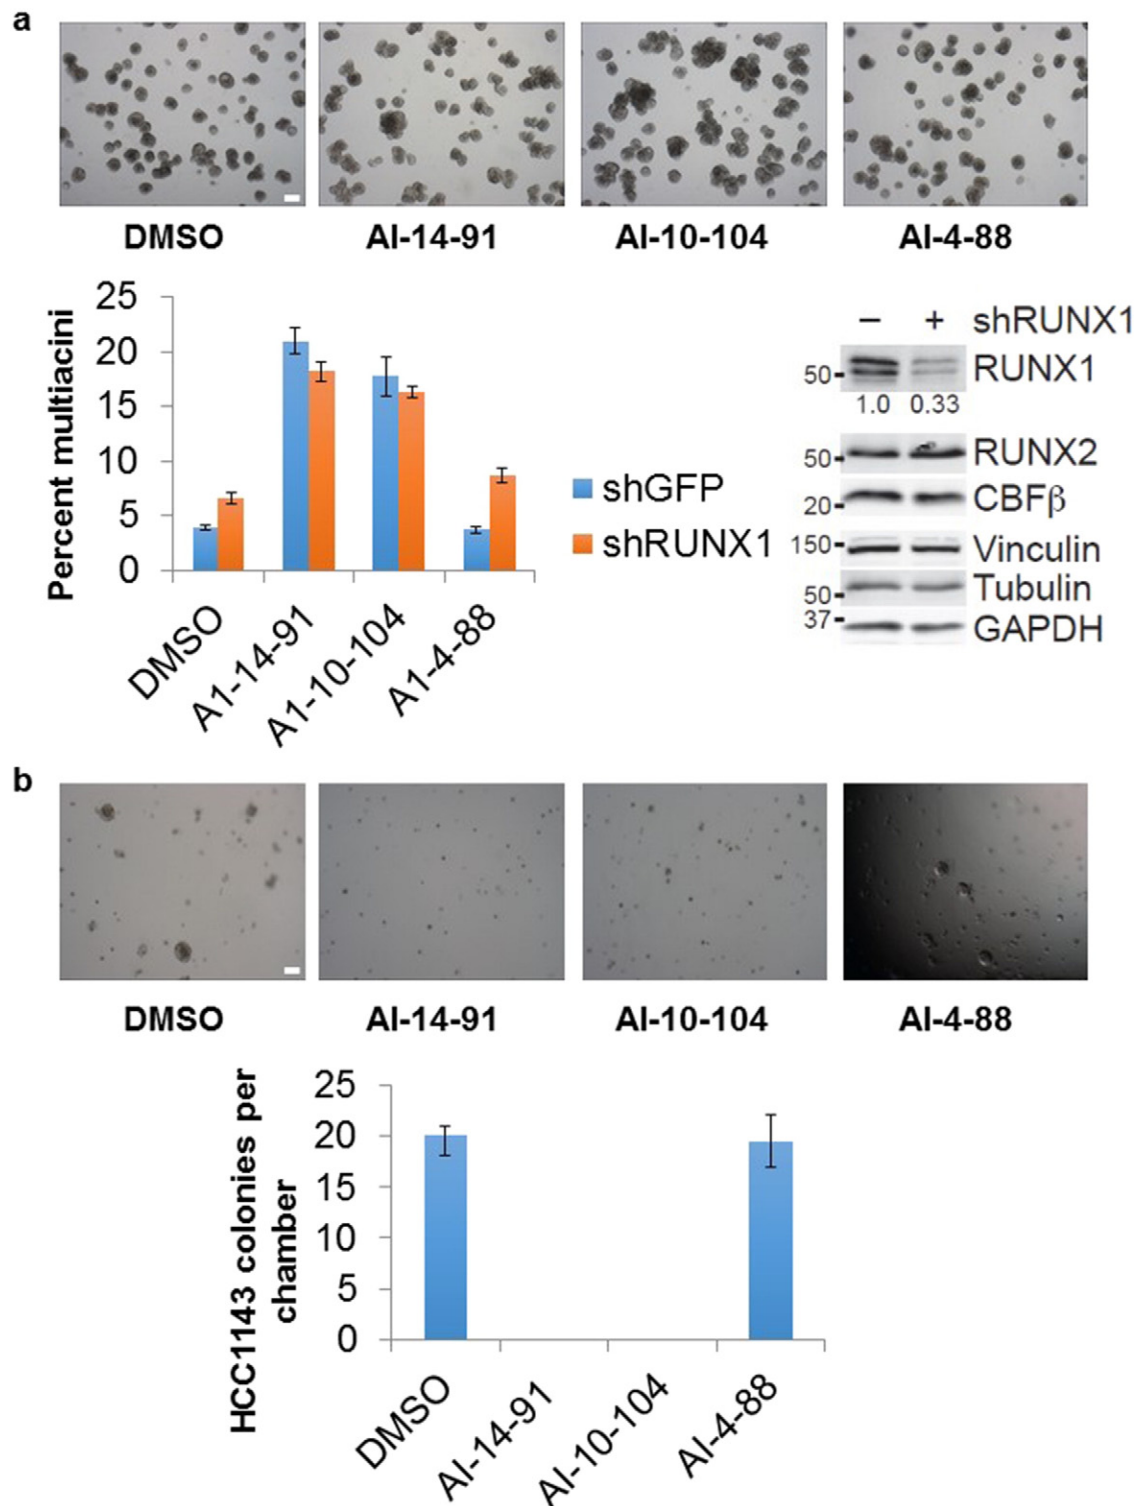 a
DMSO
AI-14-91
AI-10-104
AI-4-88
Percent multiacini
25
20
15
10
5
0
DMSO
A1-14-91
A1-10-104
A1-4-88
shGFP
shRUNX1
− + shRUNX1
50 RUNX1
1.0 0.33
50 RUNX2
20 CBFβ
150 Vinculin
50 Tubulin
37 GAPDH
b
DMSO
AI-14-91
AI-10-104
AI-4-88
HCC1143 colonies per
chamber
25
20
15
10
5
0
DMSO
AI-14-91
AI-10-104
AI-4-88